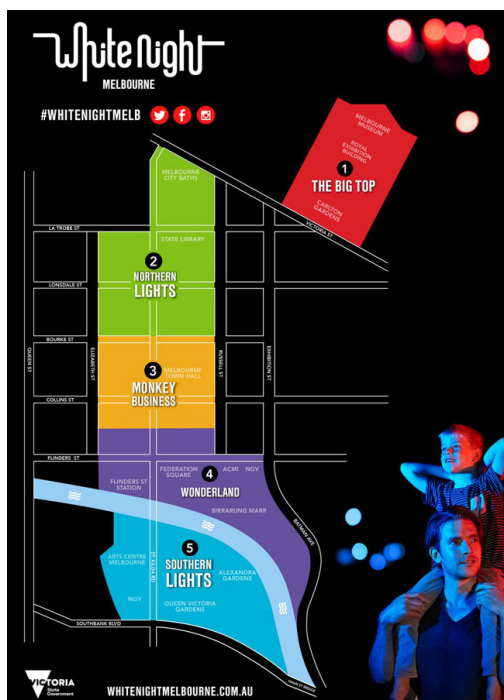 White Night
MELBOURNE
#WHITENIGHTMELB
MELBOURNE
MUSEUM
ROYAL
EXHIBITION
BUILDING
1
THE BIG TOP
CARLTON
GARDENS
VICTORIA ST
MELBOURNE
CITY BATHS
LA TROBE ST
STATE LIBRARY
2
NORTHERN
LIGHTS
LONSDALE ST
BOURKE ST
QUEEN ST
ELIZABETH ST
RUSSELL ST
EXHIBITION ST
3
MELBOURNE
TOWN HALL
MONKEY
BUSINESS
COLLINS ST
FLINDERS ST
FLINDERS ST
STATION
FEDERATION
SQUARE
ACMI
NGV
4
WONDERLAND
BIRRARUNG MARR
BATMAN AVE
5
SOUTHERN
LIGHTS
ARTS CENTRE
MELBOURNE
ST KILDA RD
ALEXANDRA
GARDENS
NGV
QUEEN VICTORIA
GARDENS
SOUTHBANK BLVD
SWAN ST BRIDGE
VICTORIA
State
Government
WHITENIGHTMELBOURNE.COM.AU